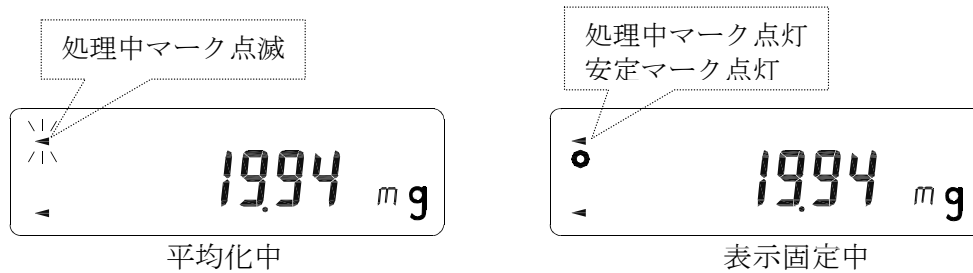 処理中マーク点滅
処理中マーク点灯
安定マーク点灯
19.94 mg
19.94 mg
平均化中
表示固定中